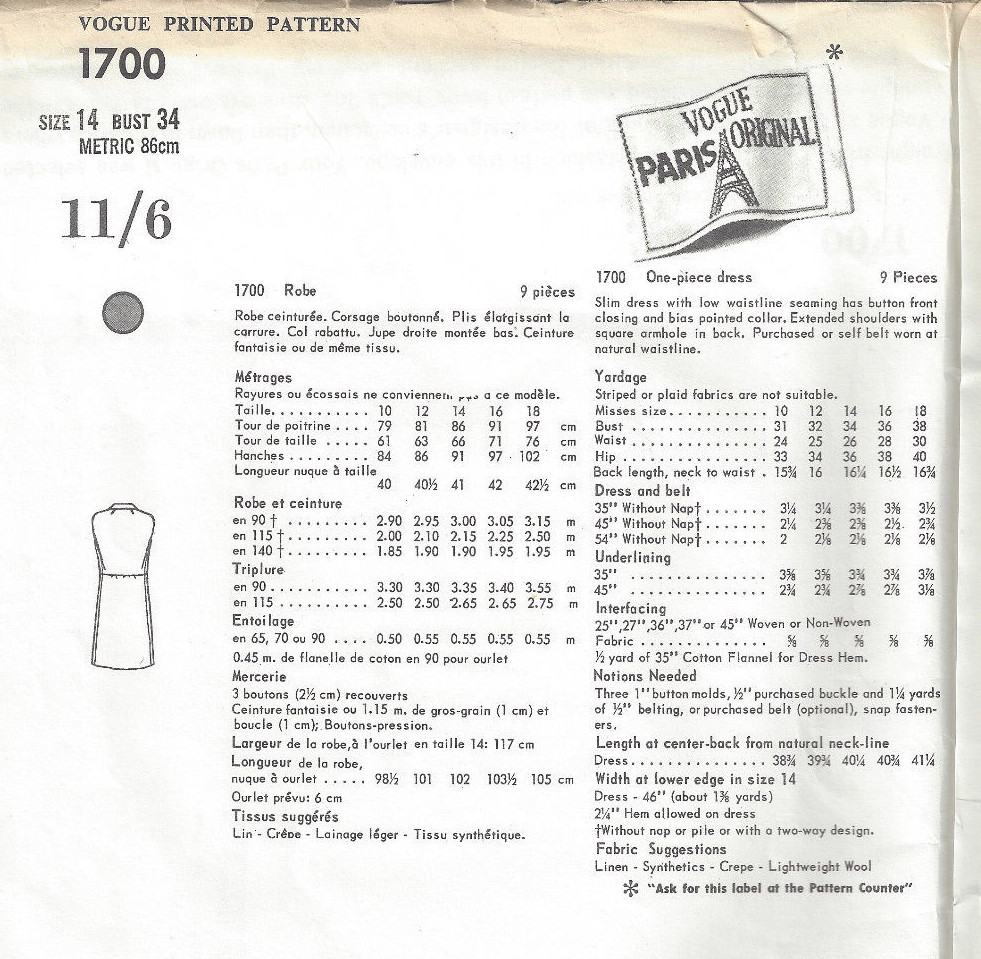 VOGUE PRINTED PATTERN
1700
SIZE 14 BUST 34
METRIC 86cm
11/6
*
VOGUE
PARIS ORIGINAL
1700 Robe 9 pièces
Robe ceinturée. Corsage boutonné. Plis élatgissant la
carrure. Col rabattu. Jupe droite montée bas. Ceinture
fantaisie ou de même tissu.
Métrages
Rayures ou écossais ne conviennent a ce modèle.
Taille........... 10 12 14 16 18
Tour de poitrine .... 79 81 86 91 97 cm
Tour de taille ..... 61 63 66 71 76 cm
Hanches ......... 84 86 91 97 102 cm
Longueur nuque à taille
40 40½ 41 42 42½ cm
Robe et ceinture
en 90 † ......... 2.90 2.95 3.00 3.05 3.15 m
en 115 † ......... 2.00 2.10 2.15 2.25 2.50 m
en 140 † ......... 1.85 1.90 1.90 1.95 1.95 m
Triplure
en 90 ........... 3.30 3.30 3.35 3.40 3.55 m
en 115 .......... 2.50 2.50 2.65 2.65 2.75 m
Entoilage
en 65, 70 ou 90 .... 0.50 0.55 0.55 0.55 0.55 m
0.45 m. de flanelle de coton en 90 pour ourlet
Mercerie
3 boutons (2½ cm) recouverts
Ceinture fantaisie ou 1.15 m. de gros-grain (1 cm) et
boucle (1 cm); Boutons-pression.
Largeur de la robe, à l'ourlet en taille 14: 117 cm
Longueur de la robe,
nuque à ourlet ..... 98½ 101 102 103½ 105 cm
Ourlet prévu: 6 cm
Tissus suggérés
Lin - Crêpe - Lainage léger - Tissu synthétique.
1700 One-piece dress 9 Pieces
Slim dress with low waistline seaming has button front
closing and bias pointed collar. Extended shoulders with
square armhole in back. Purchased or self belt worn at
natural waistline.
Yardage
Striped or plaid fabrics are not suitable.
Misses size........... 10 12 14 16 18
Bust ............... 31 32 34 36 38
Waist ............... 24 25 26 28 30
Hip ................ 33 34 36 38 40
Back length, neck to waist . 15¾ 16 16¼ 16½ 16¾
Dress and belt
35" Without Nap† ....... 3¼ 3¼ 3⅜ 3⅜ 3½
45" Without Nap† ....... 2¼ 2⅜ 2⅜ 2½ 2¾
54" Without Nap† ....... 2 2⅛ 2⅛ 2⅛ 2⅛
Underlining
35" ............... 3⅝ 3⅝ 3¾ 3¾ 3⅞
45" ............... 2¾ 2¾ 2⅞ 2⅞ 3⅛
Interfacing
25",27",36",37" or 45" Woven or Non-Woven
Fabric .............. ⅝ ⅝ ⅝ ⅝ ⅝
½ yard of 35" Cotton Flannel for Dress Hem.
Notions Needed
Three 1" button molds, ½" purchased buckle and 1¼ yards
of ½" belting, or purchased belt (optional), snap fasten-
ers.
Length at center-back from natural neck-line
Dress............... 38¾ 39¾ 40¼ 40¾ 41¼
Width at lower edge in size 14
Dress - 46" (about 1⅜ yards)
2¼" Hem allowed on dress
†Without nap or pile or with a two-way design.
Fabric Suggestions
Linen - Synthetics - Crepe - Lightweight Wool
* "Ask for this label at the Pattern Counter"